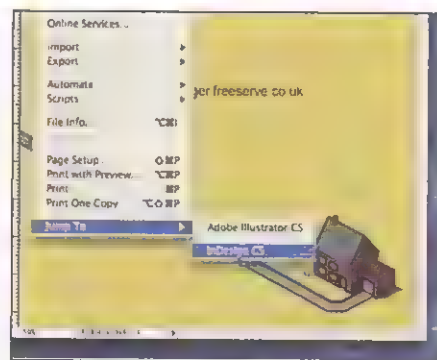 Online Services...
Import
Export
Automate
Scripts
ger.freeserve.co.uk
File Info... ⌥⌘I
Page Setup... ⇧⌘P
Print with Preview... ⌥⌘P
Print... ⌘P
Print One Copy ⌥⇧⌘P
Jump To
Adobe Illustrator CS
InDesign CS